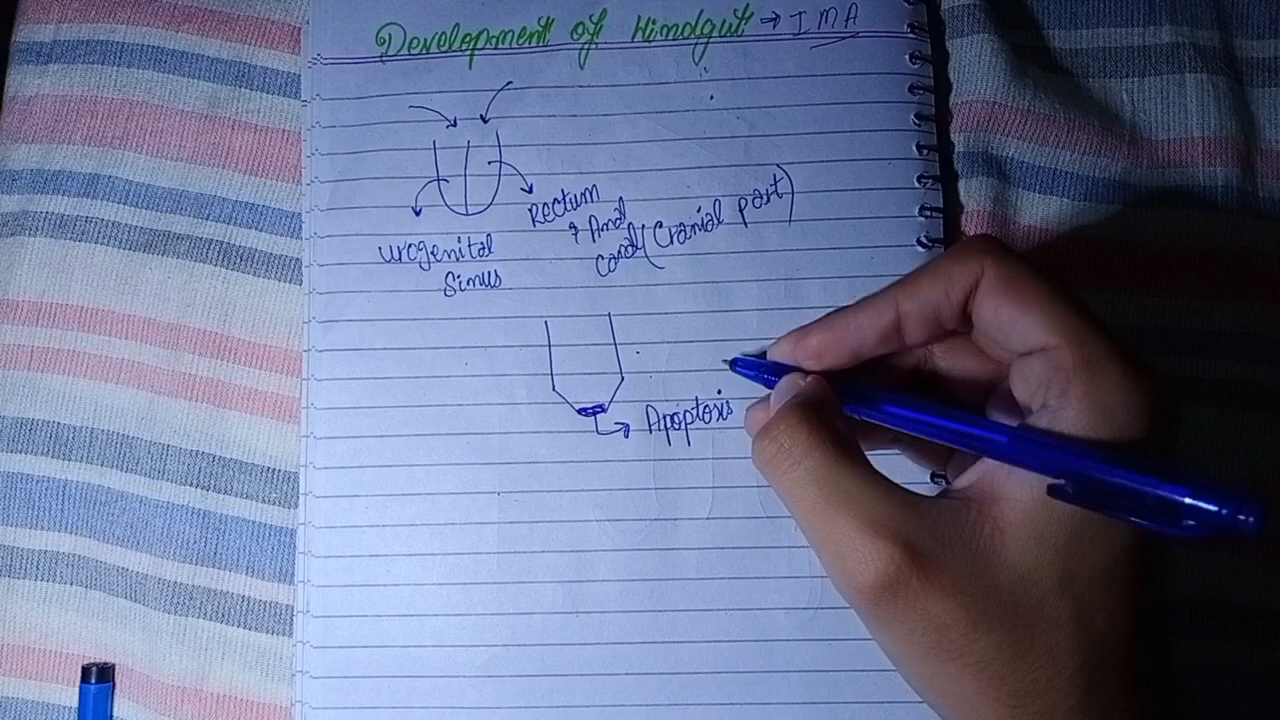 Development of Hindgut → IMA
Rectum
& Anal
canal (Cranial part)
Urogenital
Sinus
Apoptosis